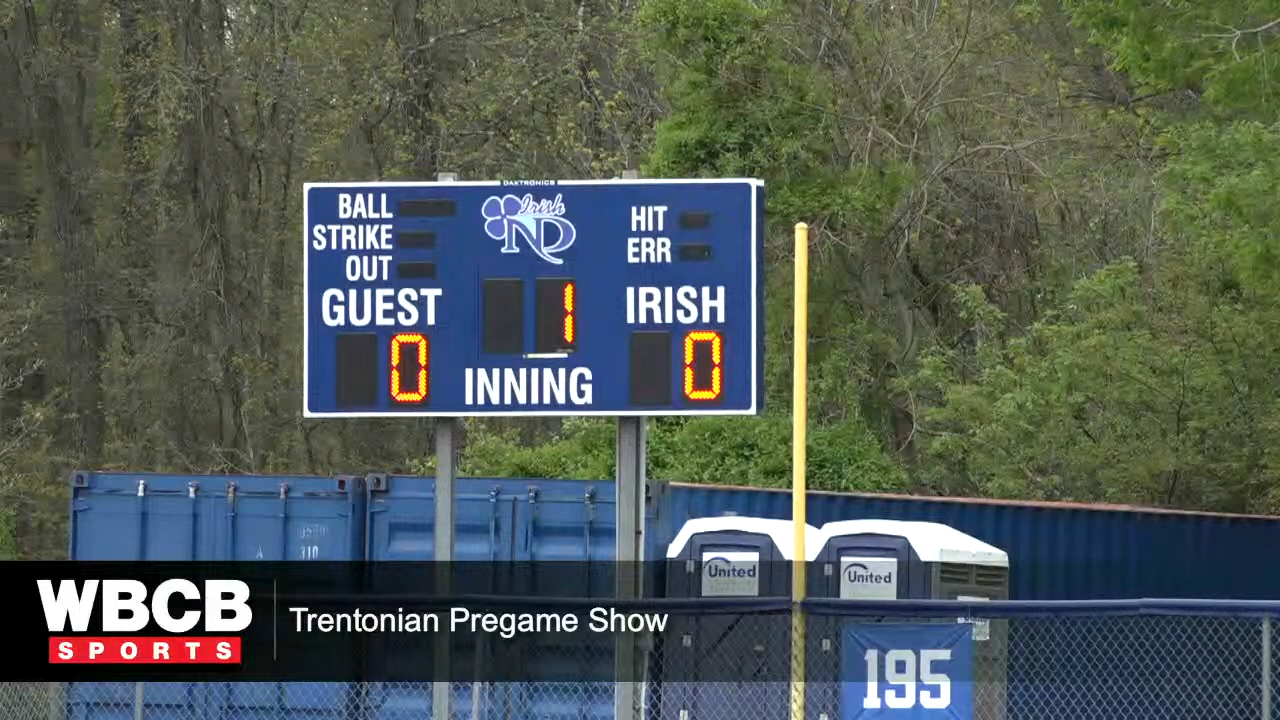 DAKTRONICS
BALL
STRIKE
OUT
Irish
ND
HIT
ERR
GUEST
1
IRISH
0
INNING
0
United
United
WBCB
SPORTS
Trentonian Pregame Show
195